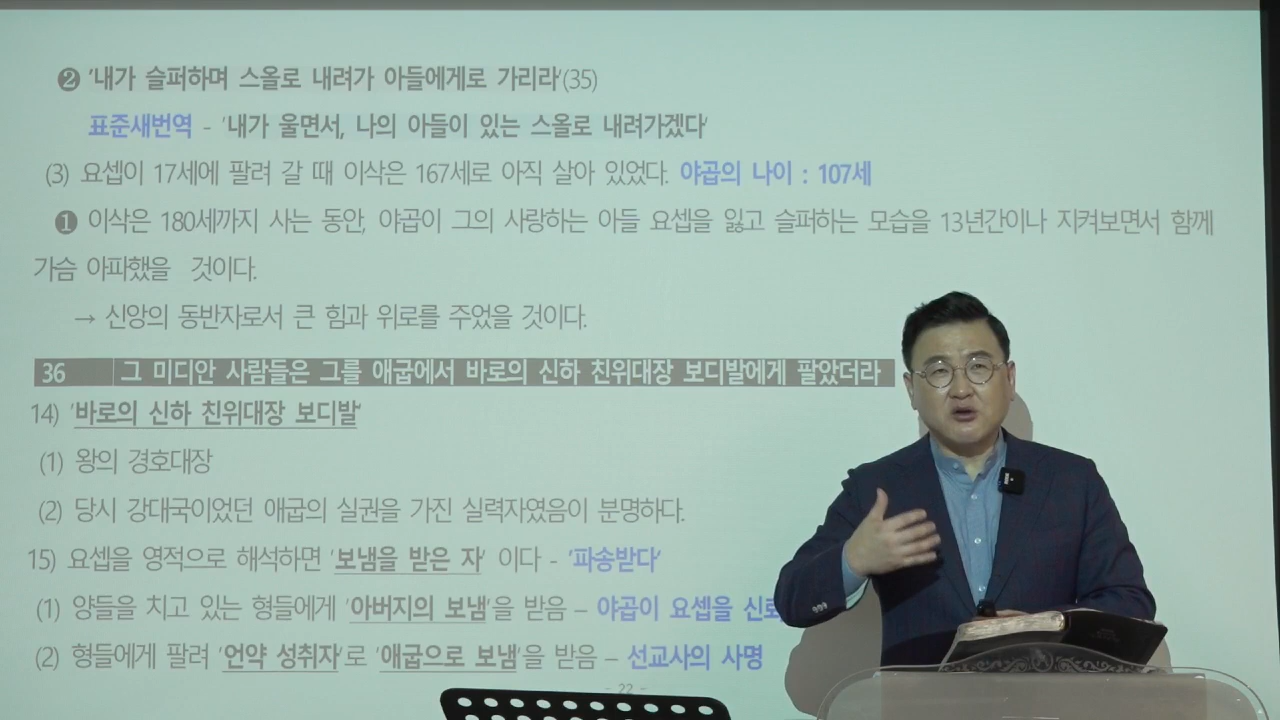 ❷ '내가 슬퍼하며 스올로 내려가 아들에게로 가리라'(35)
표준새번역 - '내가 울면서, 나의 아들이 있는 스올로 내려가겠다'
(3) 요셉이 17세에 팔려 갈 때 이삭은 167세로 아직 살아 있었다. 야곱의 나이 : 107세
❶ 이삭은 180세까지 사는 동안, 야곱이 그의 사랑하는 아들 요셉을 잃고 슬퍼하는 모습을 13년간이나 지켜보면서 함께
가슴 아파했을 것이다.
→ 신앙의 동반자로서 큰 힘과 위로를 주었을 것이다.
36 그 미디안 사람들은 그를 애굽에서 바로의 신하 친위대장 보디발에게 팔았더라
14) '바로의 신하 친위대장 보디발'
(1) 왕의 경호대장
(2) 당시 강대국이었던 애굽의 실권을 가진 실력자였음이 분명하다.
15) 요셉을 영적으로 해석하면 '보냄을 받은 자' 이다 - '파송받다'
(1) 양들을 치고 있는 형들에게 '아버지의 보냄'을 받음 – 야곱이 요셉을
(2) 형들에게 팔려 '언약 성취자'로 '애굽으로 보냄'을 받음 – 선교사의 사명
- 22 -